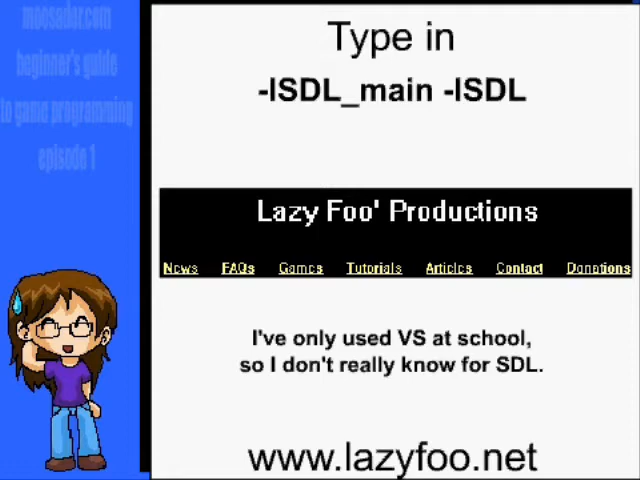 moosader.com
beginner's guide
to game programming
episode 1
Type in
-lSDL_main -lSDL
Lazy Foo' Productions
News FAQs Games Tutorials Articles Contact Donations
I've only used VS at school,
so I don't really know for SDL.
www.lazyfoo.net